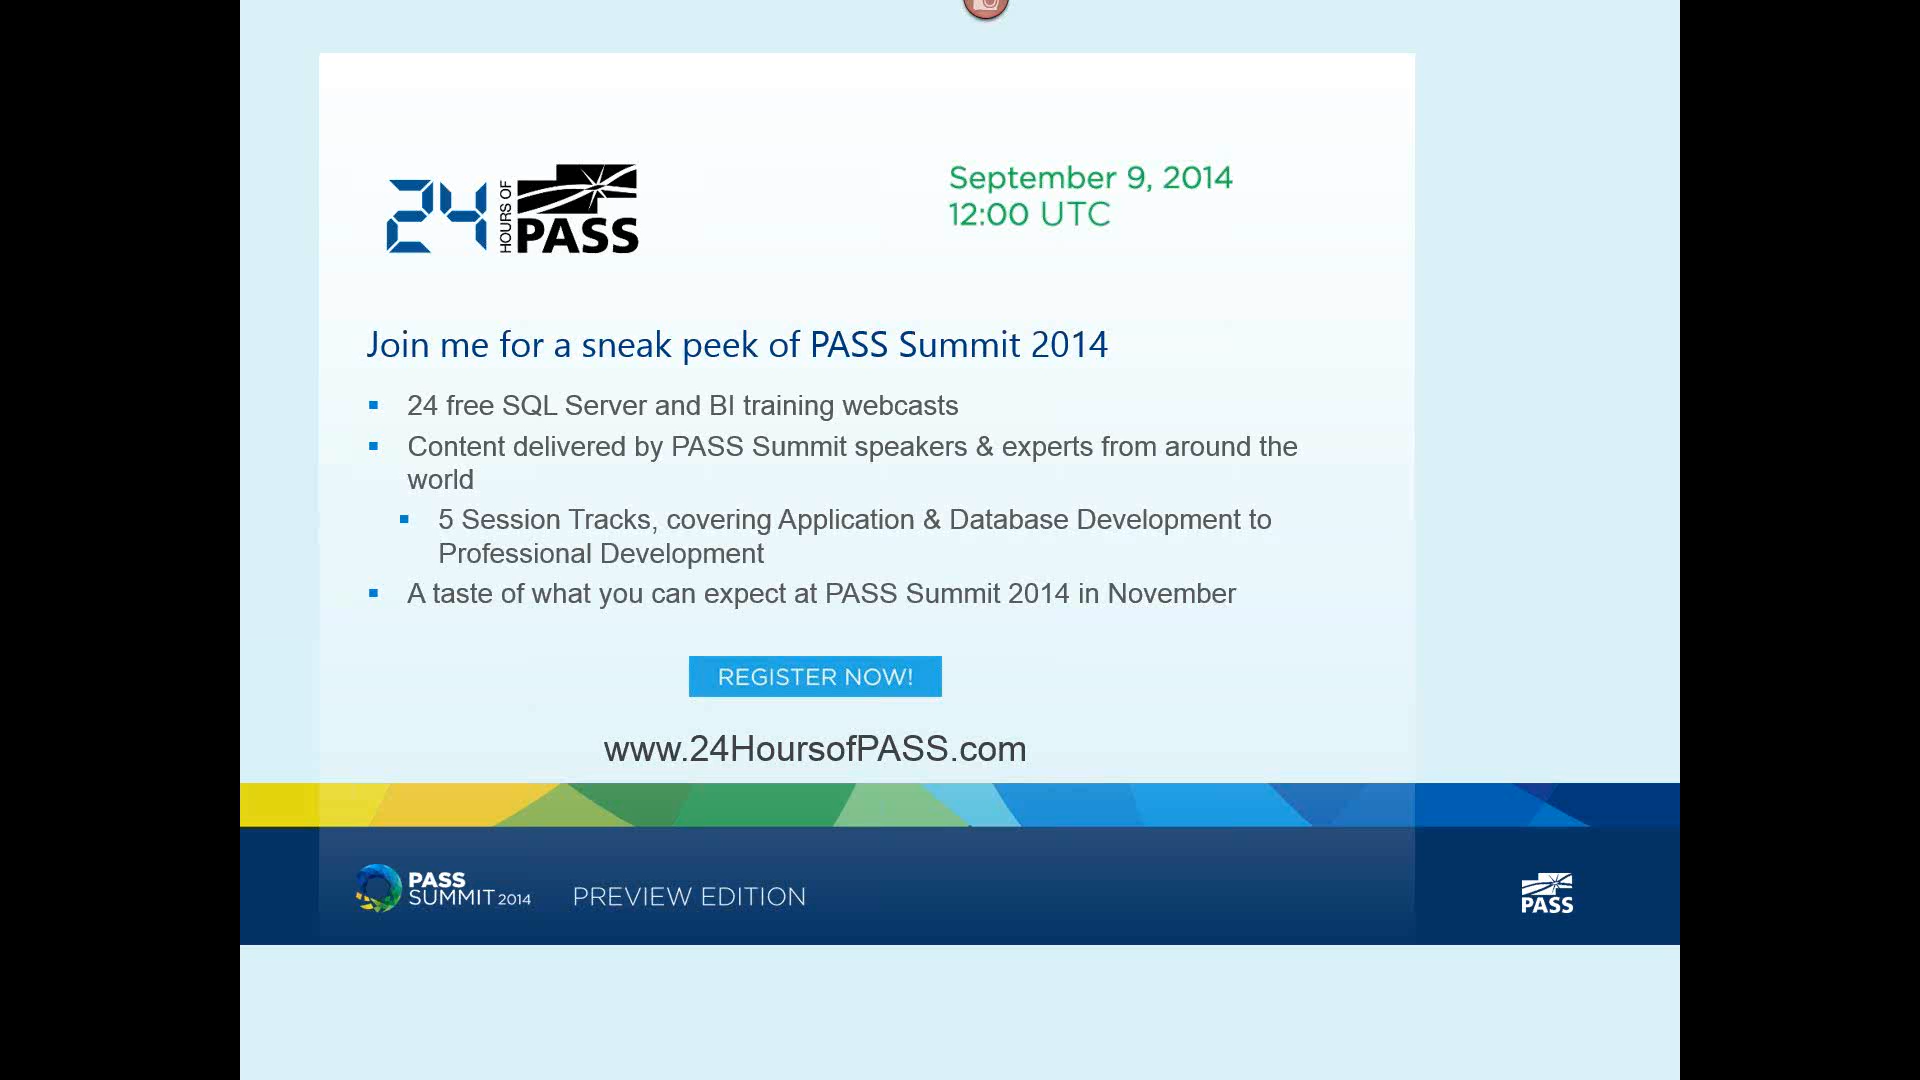 24 HOURS OF PASS
September 9, 2014
12:00 UTC
Join me for a sneak peek of PASS Summit 2014
24 free SQL Server and BI training webcasts
Content delivered by PASS Summit speakers & experts from around the
world
5 Session Tracks, covering Application & Database Development to
Professional Development
A taste of what you can expect at PASS Summit 2014 in November
REGISTER NOW!
www.24HoursofPASS.com
PASS
SUMMIT 2014
PREVIEW EDITION
PASS